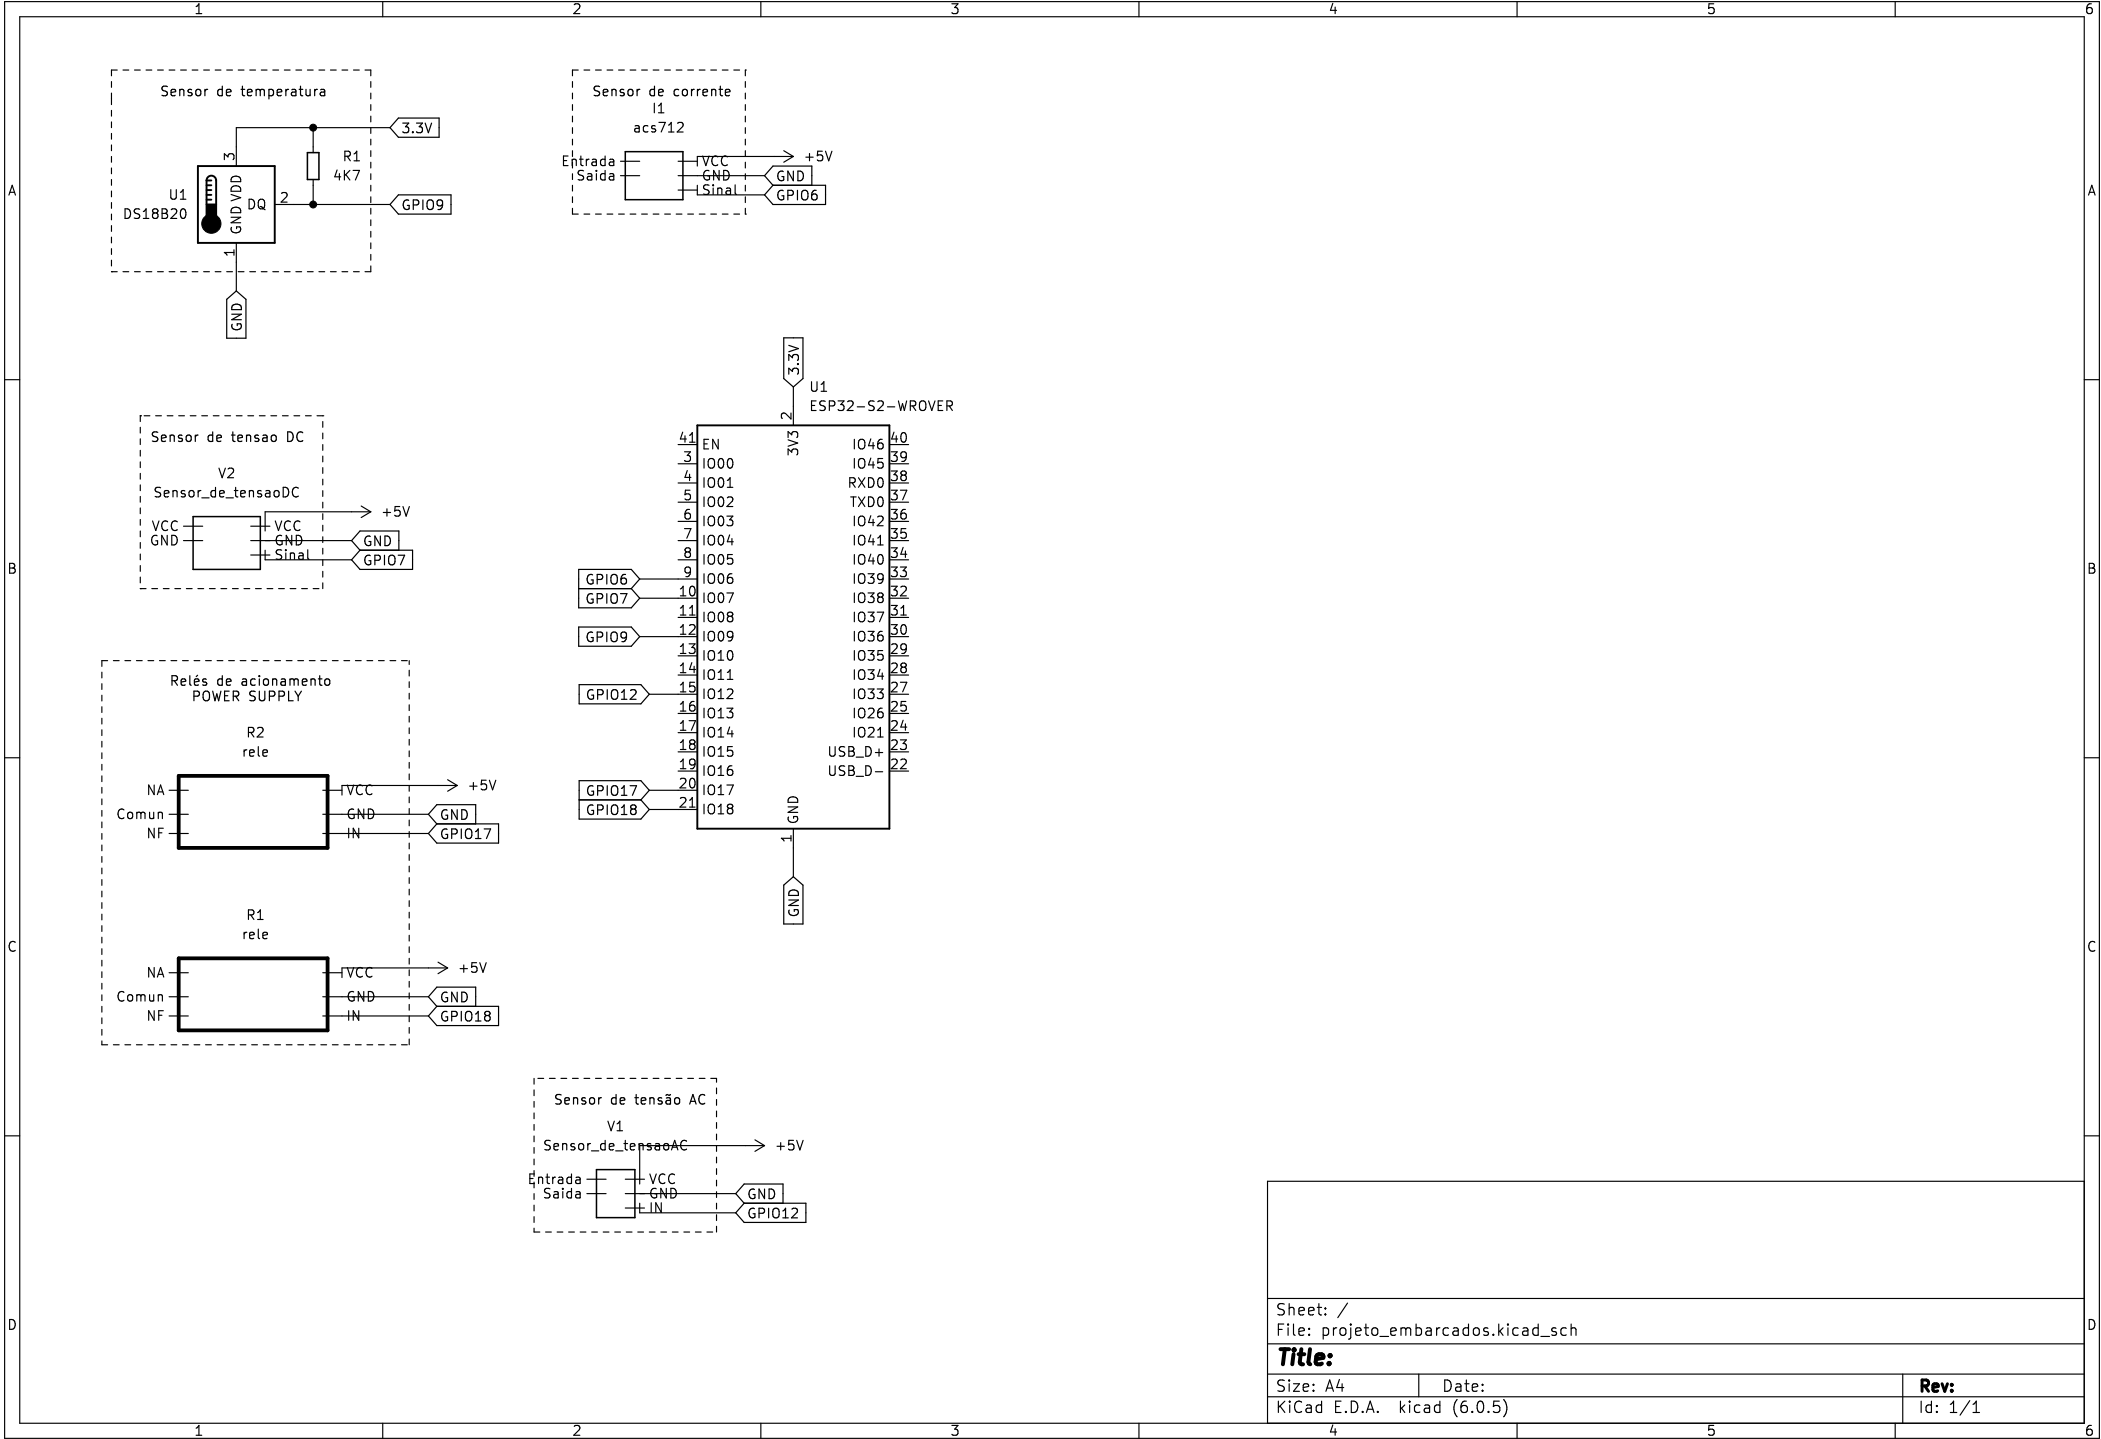 1 2 3 4 5 6
A
B
C
D
Sensor de temperatura
3.3V
3
R1
4K7
U1
DS18B20
VDD
GND
DQ
2
GPIO9
1
GND
Sensor de corrente
I1
acs712
Entrada
Saida
VCC
GND
Sinal
+5V
GND
GPIO6
Sensor de tensao DC
V2
Sensor_de_tensaoDC
VCC
GND
VCC
GND
Sinal
+5V
GND
GPIO7
Relés de acionamento
POWER SUPPLY
R2
rele
NA
Comun
NF
VCC
GND
IN
+5V
GND
GPIO17
R1
rele
NA
Comun
NF
VCC
GND
IN
+5V
GND
GPIO18
3.3V
U1
ESP32-S2-WROVER
2
3V3
41 EN
3 IO00
4 IO01
5 IO02
6 IO03
7 IO04
8 IO05
GPIO6 9 IO06
GPIO7 10 IO07
11 IO08
GPIO9 12 IO09
13 IO10
14 IO11
GPIO12 15 IO12
16 IO13
17 IO14
18 IO15
19 IO16
GPIO17 20 IO17
GPIO18 21 IO18
IO46 40
IO45 39
RXD0 38
TXD0 37
IO42 36
IO41 35
IO40 34
IO39 33
IO38 32
IO37 31
IO36 30
IO35 29
IO34 28
IO33 27
IO26 25
IO21 24
USB_D+ 23
USB_D- 22
GND
1
GND
Sensor de tensão AC
V1
Sensor_de_tensaoAC
Entrada
Saida
VCC
GND
IN
+5V
GND
GPIO12
Sheet: /
File: projeto_embarcados.kicad_sch
Title:
Size: A4 Date: Rev:
KiCad E.D.A. kicad (6.0.5) Id: 1/1
A
B
C
D
1 2 3 4 5 6